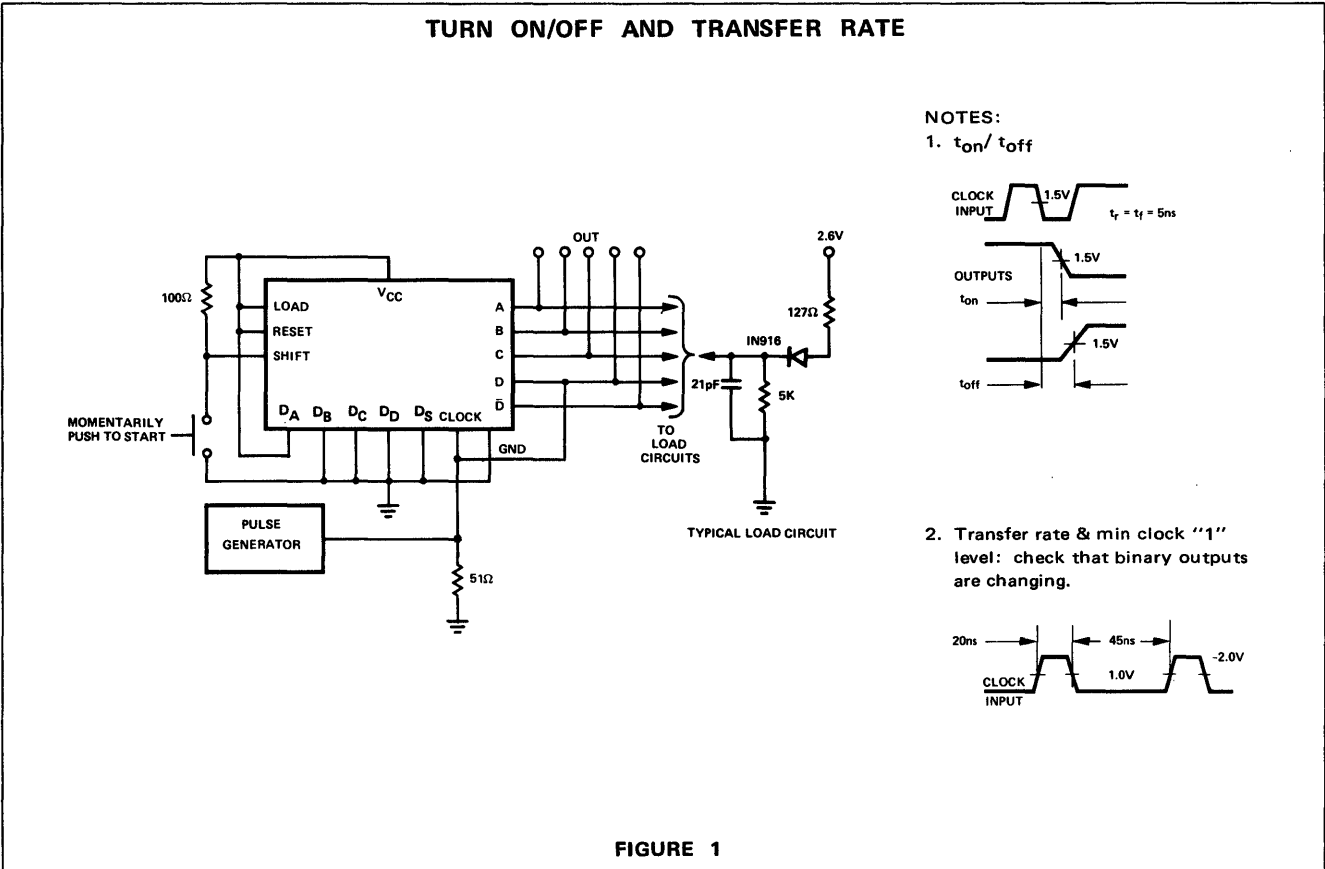 TURN ON/OFF AND TRANSFER RATE
NOTES:
1. ton/ toff
CLOCK
INPUT
1.5V
tr = tf = 5ns
OUTPUTS
1.5V
ton
1.5V
toff
2. Transfer rate & min clock "1"
level: check that binary outputs
are changing.
20ns
45ns
-2.0V
1.0V
CLOCK
INPUT
OUT
2.6V
100Ω
VCC
LOAD
RESET
SHIFT
A
B
C
D
D̄
127Ω
IN916
21pF
5K
DA DB DC DD DS CLOCK
GND
MOMENTARILY
PUSH TO START
TO
LOAD
CIRCUITS
PULSE
GENERATOR
51Ω
TYPICAL LOAD CIRCUIT
FIGURE 1